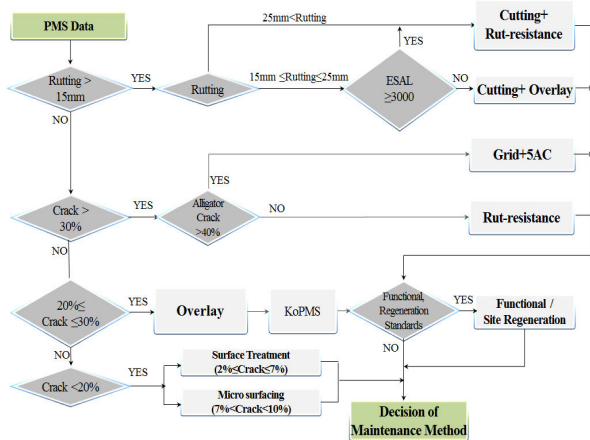 25mm<Rutting
PMS Data
Cutting+
Rut-resistance
YES
Rutting >
15mm
YES
Rutting
15mm ≤Rutting≤25mm
ESAL
≥3000
NO
Cutting+ Overlay
NO
Grid+5AC
YES
Crack >
30%
YES
Alligator
Crack
>40%
NO
Rut-resistance
NO
20%≤
Crack ≤30%
YES
Overlay
KoPMS
Functional,
Regeneration
Standards
YES
Functional /
Site Regeneration
NO
NO
Crack <20%
YES
Surface Treatment
(2%≤Crack≤7%)
Micro surfacing
(7%<Crack<10%)
Decision of
Maintenance Method